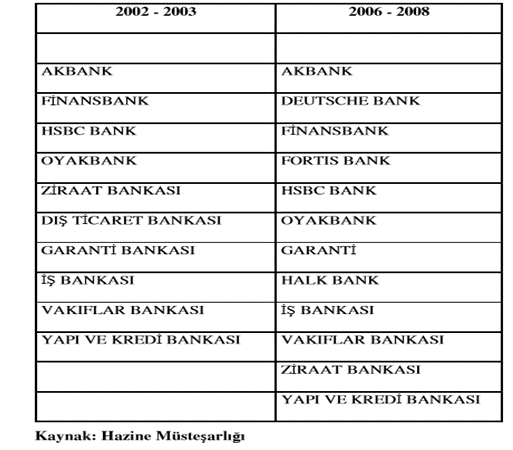 2002 - 2003 2006 - 2008
AKBANK AKBANK
FİNANSBANK DEUTSCHE BANK
HSBC BANK FİNANSBANK
OYAKBANK FORTIS BANK
ZİRAAT BANKASI HSBC BANK
DIŞ TİCARET BANKASI OYAKBANK
GARANTİ BANKASI GARANTİ
İŞ BANKASI HALK BANK
VAKIFLAR BANKASI İŞ BANKASI
YAPI VE KREDİ BANKASI VAKIFLAR BANKASI
ZİRAAT BANKASI
YAPI VE KREDİ BANKASI
Kaynak: Hazine Müsteşarlığı